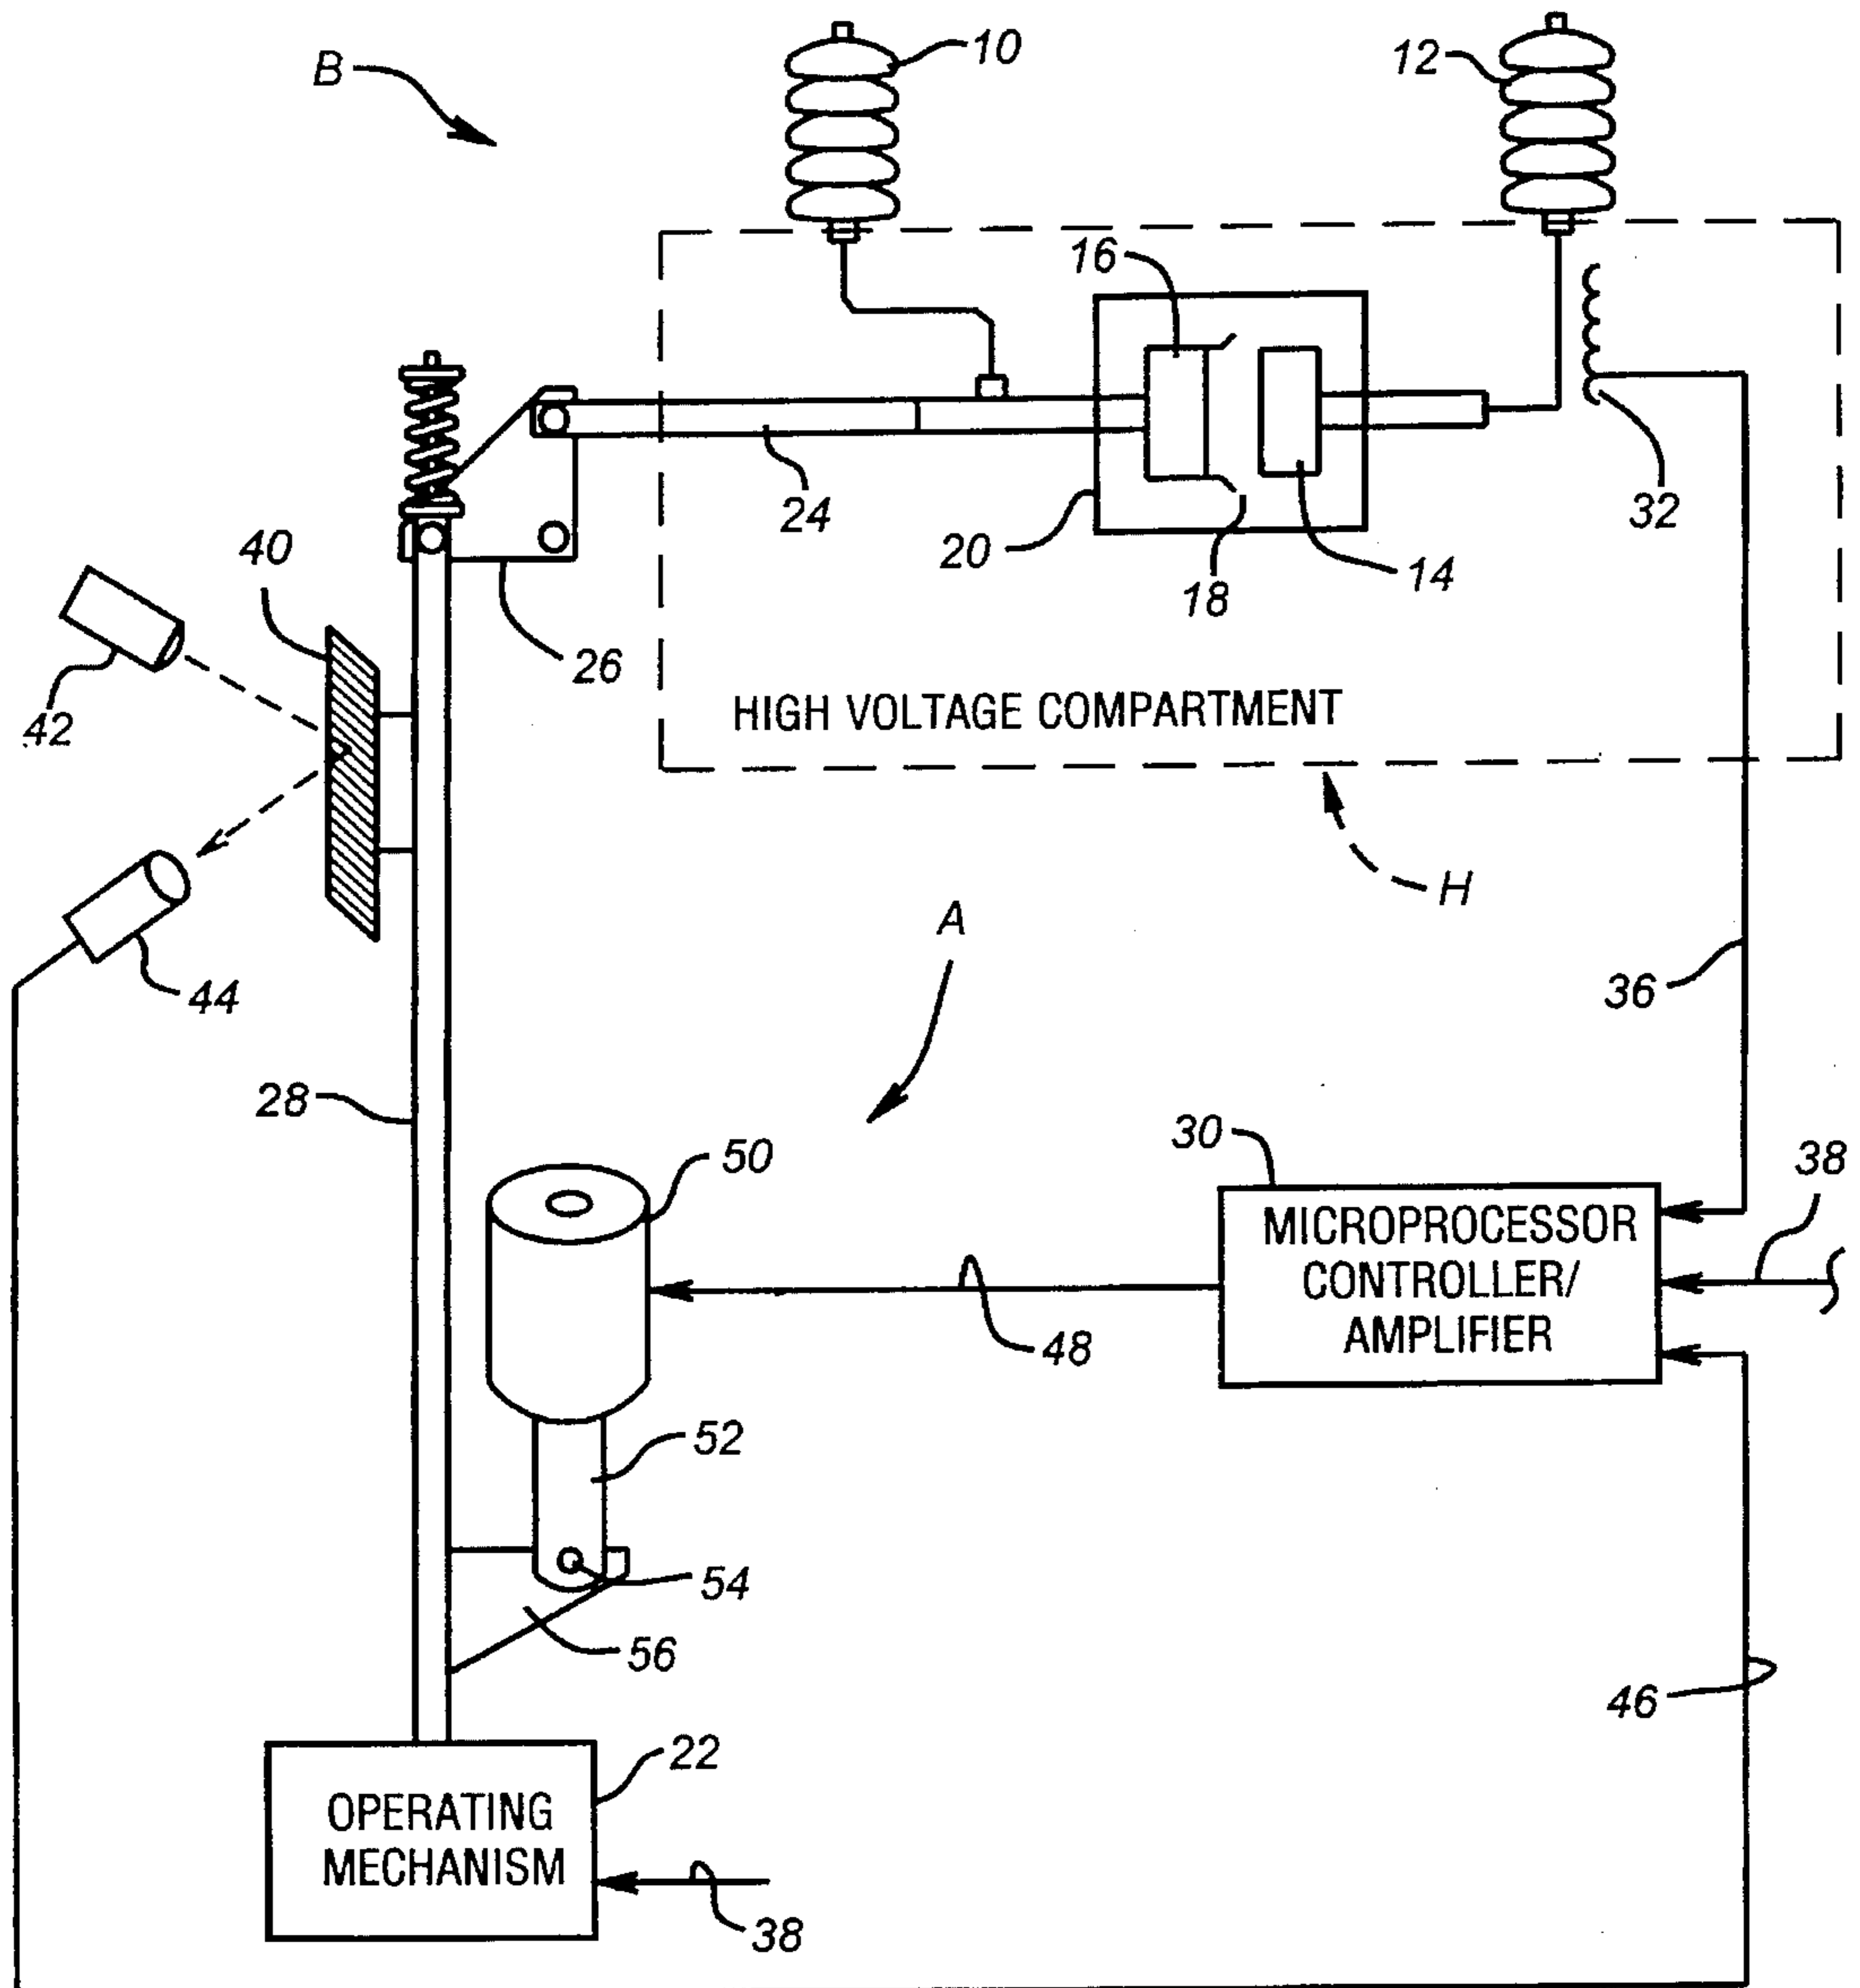 B
10
12
16
24
20
18
14
32
40
42
26
HIGH VOLTAGE COMPARTMENT
H
A
44
36
28
50
30
38
MICROPROCESSOR
CONTROLLER/
AMPLIFIER
48
52
54
56
46
22
OPERATING
MECHANISM
38